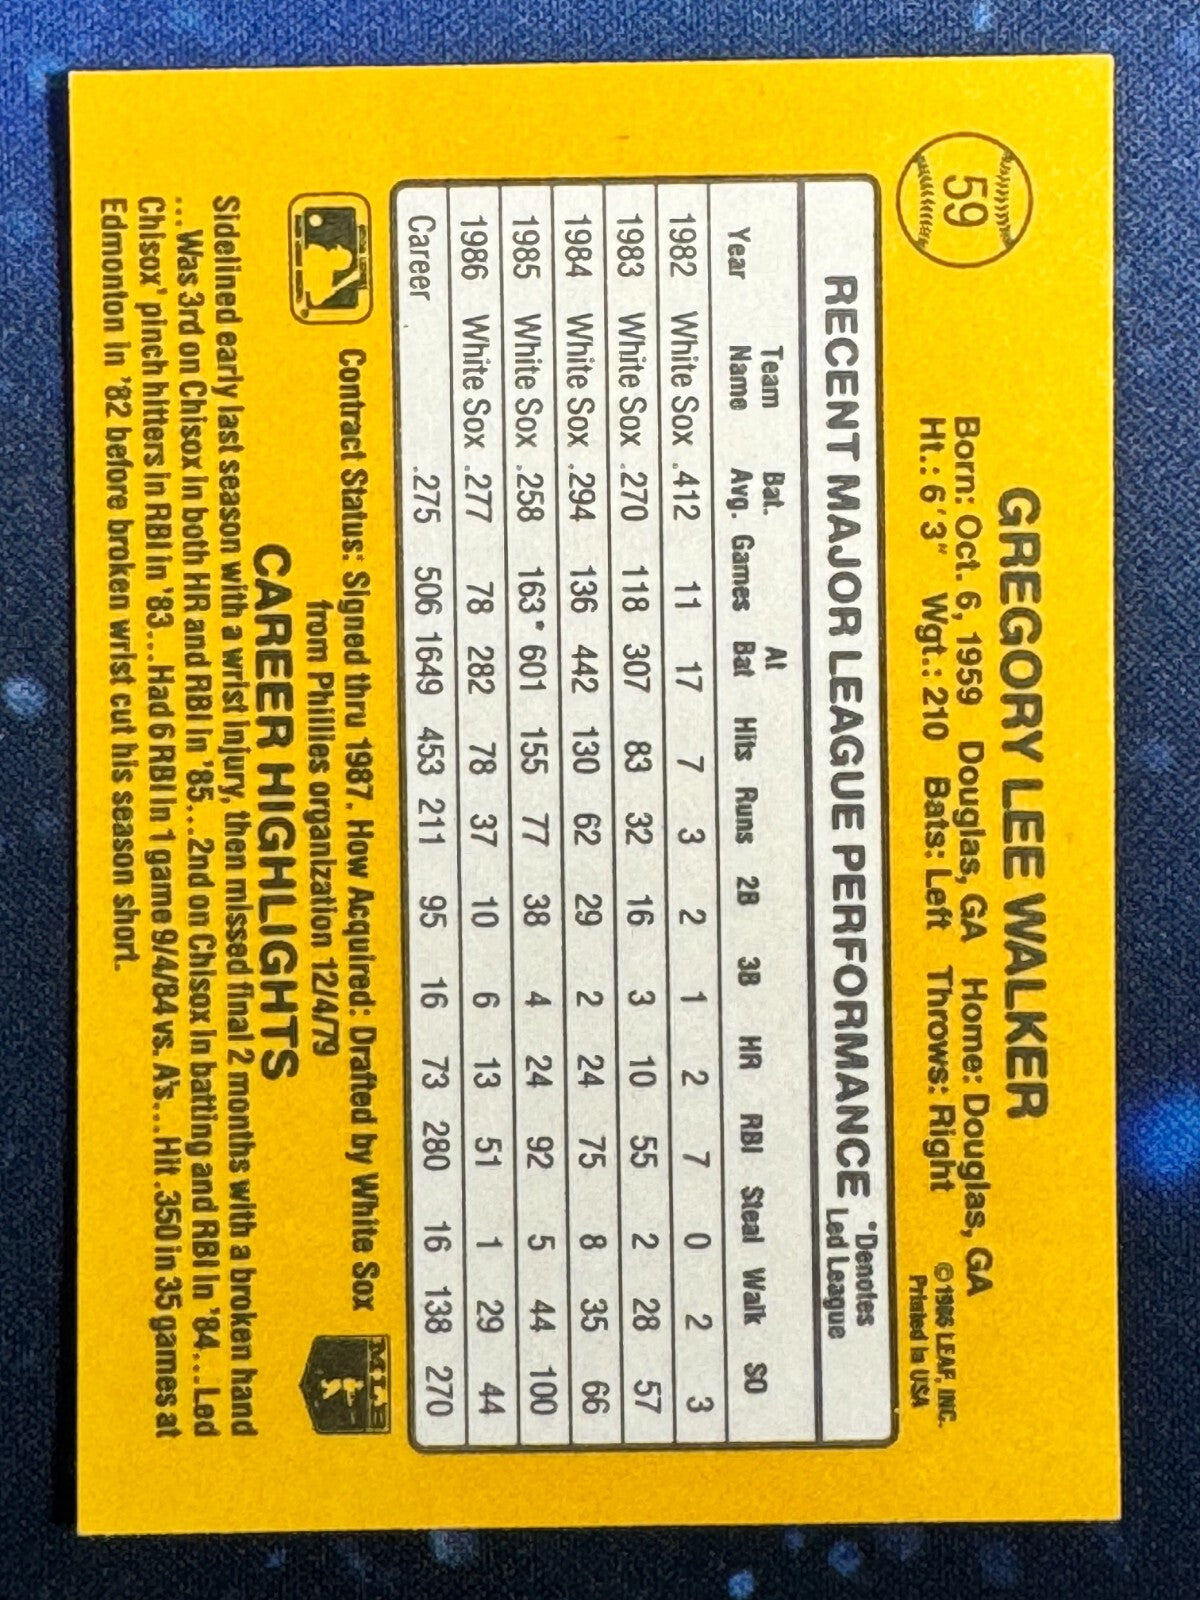 59
GREGORY LEE WALKER
Born: Oct. 6, 1959 Douglas, GA Home: Douglas, GA
Ht.: 6'3" Wgt.: 210 Bats: Left Throws: Right
© 1986 LEAF, INC.
Printed in USA
RECENT MAJOR LEAGUE PERFORMANCE
*Denotes
Led League
Team Bat. At
Year Name Avg. Games Bat Hits Runs 2B 3B HR RBI Steal Walk SO
1982 White Sox .412 11 17 7 3 2 1 2 7 0 2 3
1983 White Sox .270 118 307 83 32 16 3 10 55 2 28 57
1984 White Sox .294 136 442 130 62 29 2 24 75 8 35 66
1985 White Sox .258 163* 601 155 77 38 4 24 92 5 44 100
1986 White Sox .277 78 282 78 37 10 6 13 51 1 29 44
Career .275 506 1649 453 211 95 16 73 280 16 138 270
Contract Status: Signed thru 1987. How Acquired: Drafted by White Sox
from Phillies organization 12/4/79
MLB
CAREER HIGHLIGHTS
Sidelined early last season with a wrist injury, then missed final 2 months with a broken hand
...Was 3rd on Chisox in both HR and RBI in '85...2nd on Chisox in batting and RBI in '84...Led
Chisox' pinch hitters in RBI in '83...Had 6 RBI in 1 game 9/4/84 vs. A's...Hit .350 in 35 games at
Edmonton in '82 before broken wrist cut his season short.